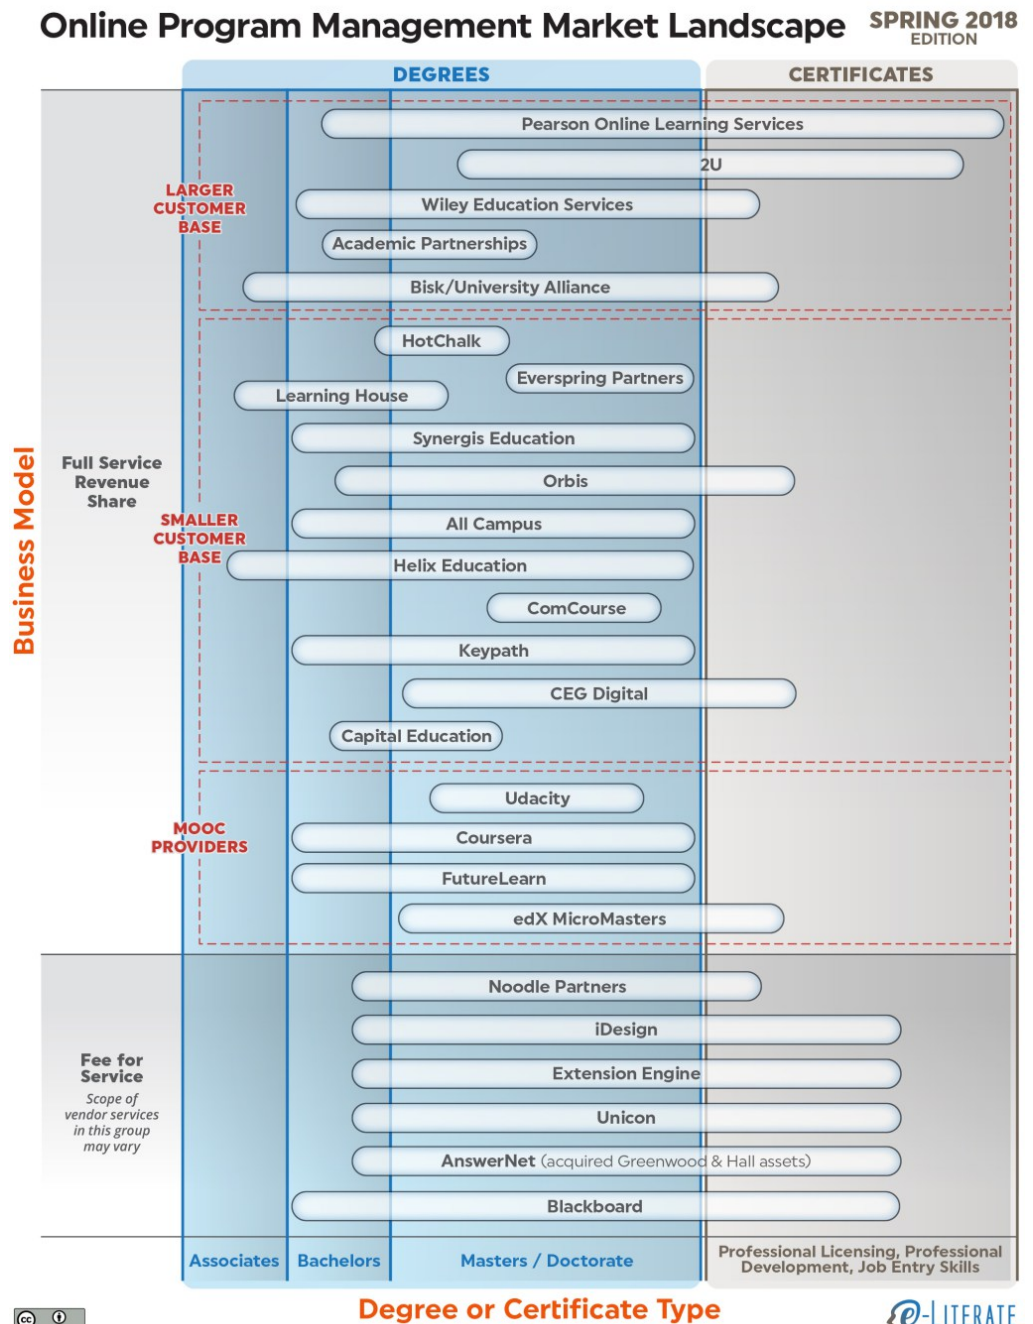 Online Program Management Market Landscape
SPRING 2018
EDITION
DEGREES
CERTIFICATES
Pearson Online Learning Services
2U
LARGER
CUSTOMER
BASE
Wiley Education Services
Academic Partnerships
Bisk/University Alliance
HotChalk
Everspring Partners
Learning House
Synergis Education
Business Model
Full Service
Revenue
Share
Orbis
SMALLER
CUSTOMER
BASE
All Campus
Helix Education
ComCourse
Keypath
CEG Digital
Capital Education
Udacity
MOOC
PROVIDERS
Coursera
FutureLearn
edX MicroMasters
Noodle Partners
iDesign
Fee for
Service
Scope of
vendor services
in this group
may vary
Extension Engine
Unicon
AnswerNet (acquired Greenwood & Hall assets)
Blackboard
Associates
Bachelors
Masters / Doctorate
Professional Licensing, Professional
Development, Job Entry Skills
Degree or Certificate Type
cc
e-LITERATE